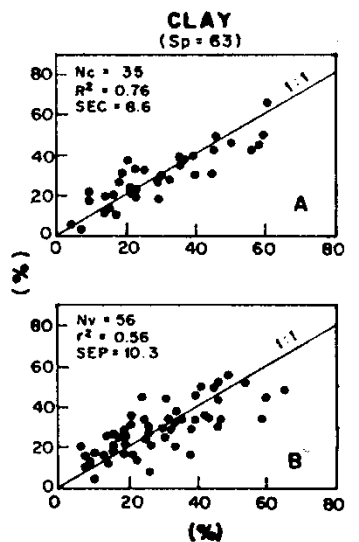 CLAY
(Sp = 63)
80
60
40
20
0
Nc = 35
R² = 0.76
SEC = 8.6
1:1
A
0 20 40 60 80
(%)
80
60
40
20
0
Nv = 56
r² = 0.56
SEP = 10.3
1:1
B
0 20 40 60 80
(%)